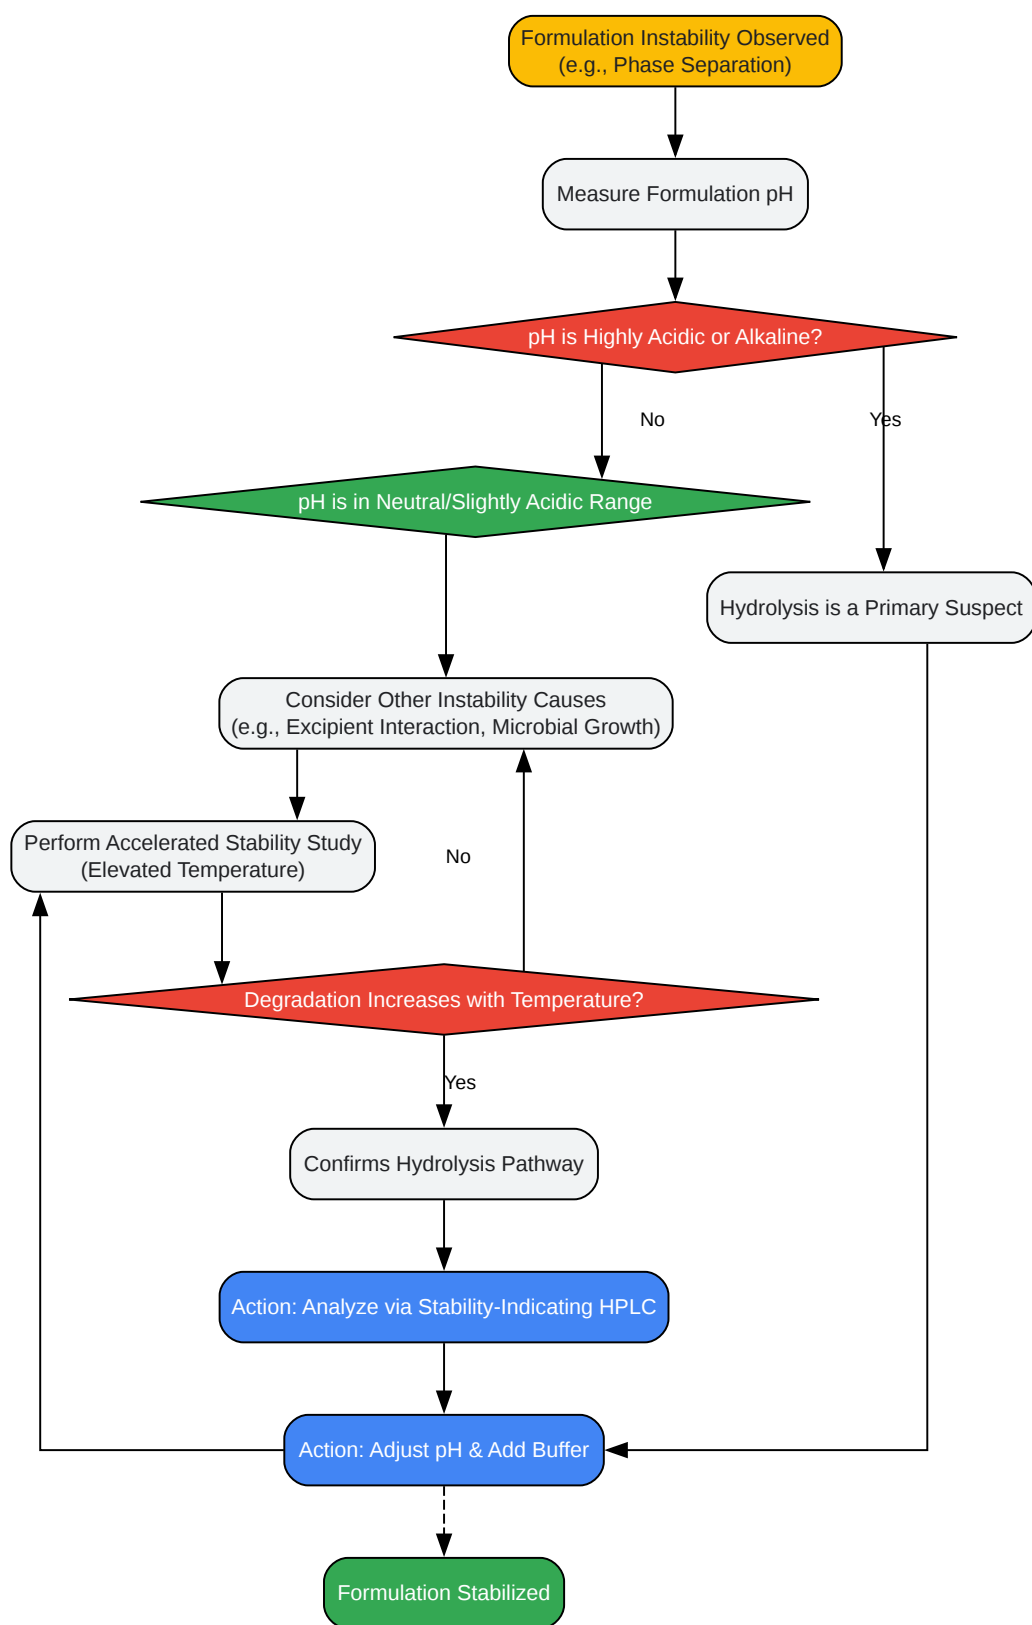 Formulation Instability Observed
(e.g., Phase Separation)
Measure Formulation pH
pH is Highly Acidic or Alkaline?
No
Yes
pH is in Neutral/Slightly Acidic Range
Hydrolysis is a Primary Suspect
Consider Other Instability Causes
(e.g., Excipient Interaction, Microbial Growth)
Perform Accelerated Stability Study
(Elevated Temperature)
No
Degradation Increases with Temperature?
Yes
Confirms Hydrolysis Pathway
Action: Analyze via Stability-Indicating HPLC
Action: Adjust pH & Add Buffer
Formulation Stabilized